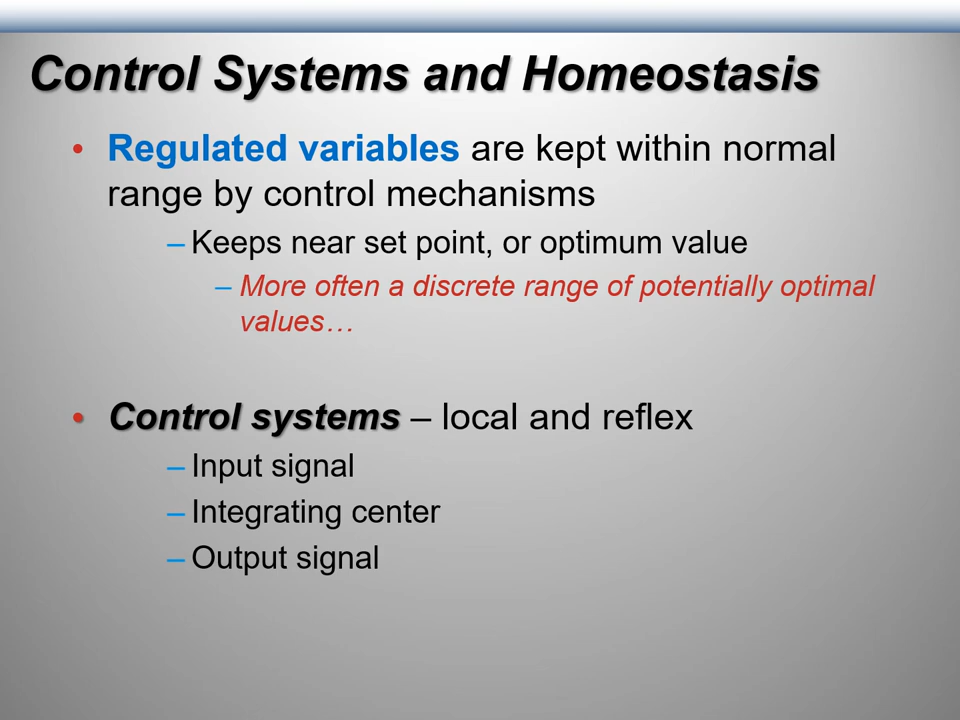 Control Systems and Homeostasis
• Regulated variables are kept within normal
range by control mechanisms
– Keeps near set point, or optimum value
– More often a discrete range of potentially optimal
values…
• Control systems – local and reflex
– Input signal
– Integrating center
– Output signal